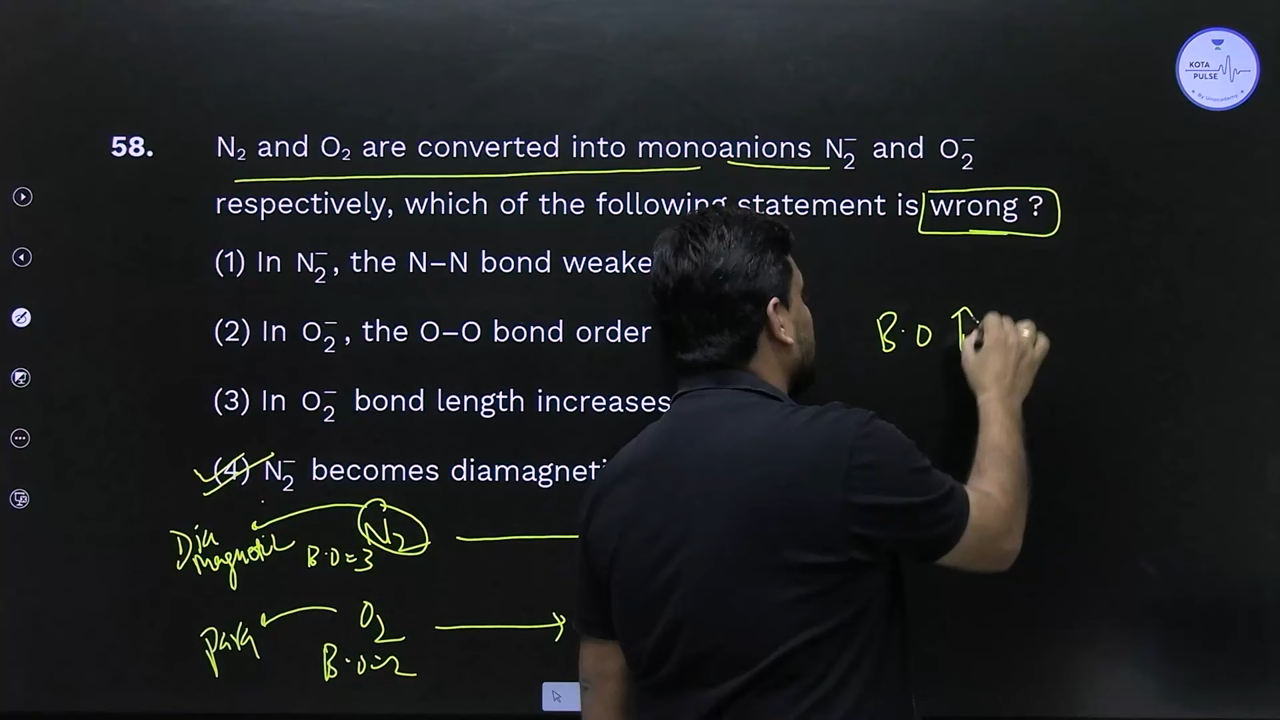 KOTA
PULSE
By Unacademy
58. N₂ and O₂ are converted into monoanions N₂⁻ and O₂⁻
respectively, which of the following statement is wrong ?
(1) In N₂⁻, the N–N bond weake
(2) In O₂⁻, the O–O bond order
(3) In O₂⁻ bond length increases
(4) N₂⁻ becomes diamagneti
B.O ↑
Dia
magnetic
N₂
B.O=3
Para
O₂
B.O=2